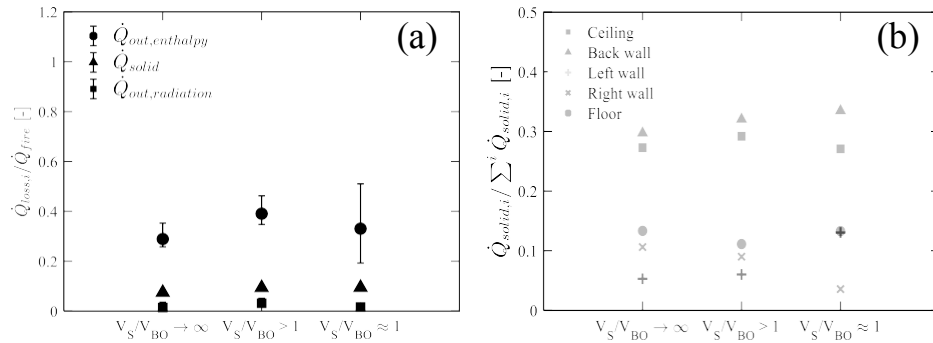 1.2
1
0.8
0.6
0.4
0.2
0
Q̇loss,i/Q̇fire [-]
(a)
Q̇out,enthalpy
Q̇solid
Q̇out,radiation
VS/VBO → ∞
VS/VBO > 1
VS/VBO ≈ 1
0.5
0.4
0.3
0.2
0.1
0
Q̇solid,i/ ∑i Q̇solid,i [-]
(b)
Ceiling
Back wall
Left wall
Right wall
Floor
VS/VBO → ∞
VS/VBO > 1
VS/VBO ≈ 1